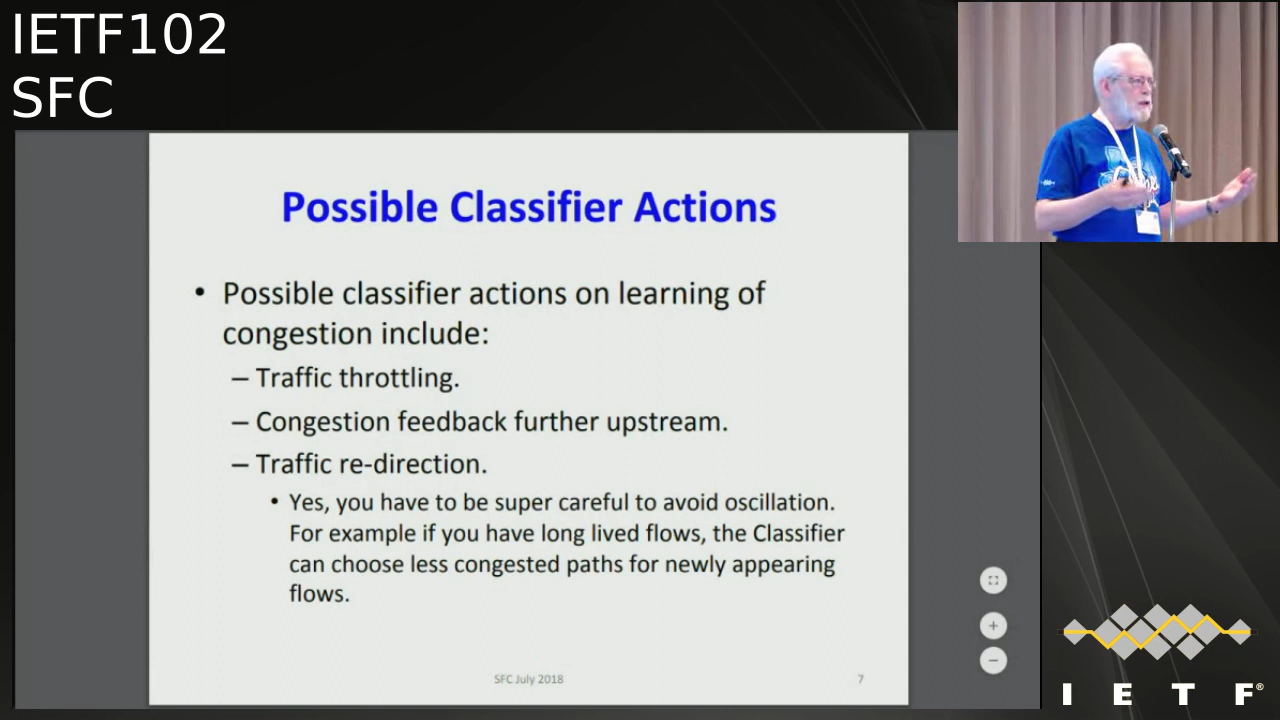 IETF102
SFC
Possible Classifier Actions
• Possible classifier actions on learning of
congestion include:
– Traffic throttling.
– Congestion feedback further upstream.
– Traffic re-direction.
• Yes, you have to be super careful to avoid oscillation.
For example if you have long lived flows, the Classifier
can choose less congested paths for newly appearing
flows.
SFC July 2018
7
I E T F®